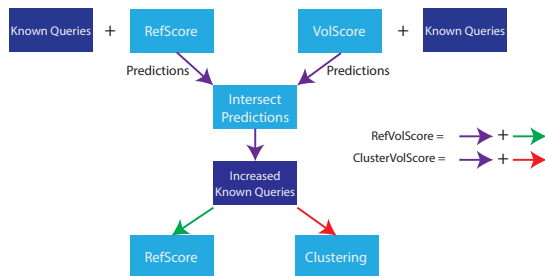 Known Queries + RefScore VolScore + Known Queries
Predictions Predictions
Intersect
Predictions
RefVolScore = +
ClusterVolScore = +
Increased
Known Queries
RefScore Clustering